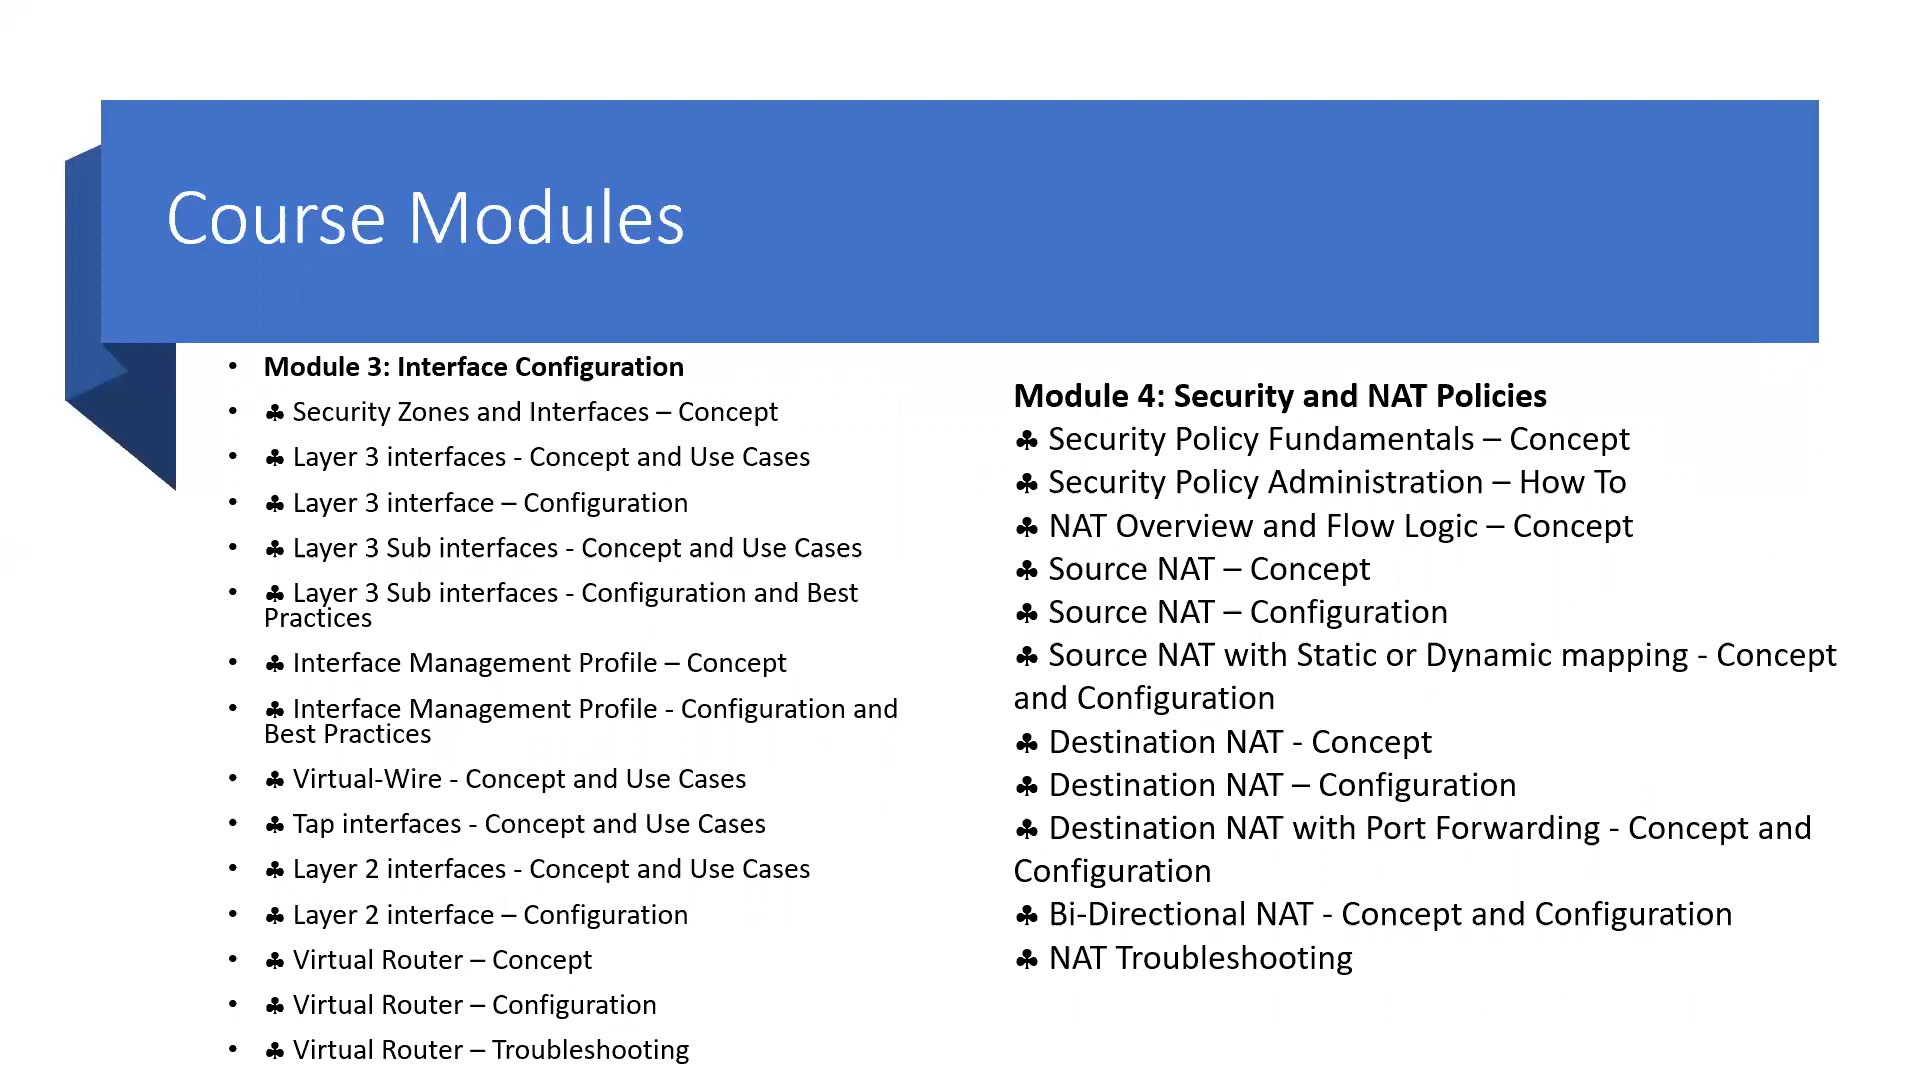 Course Modules
• Module 3: Interface Configuration
• ♣ Security Zones and Interfaces – Concept
• ♣ Layer 3 interfaces - Concept and Use Cases
• ♣ Layer 3 interface – Configuration
• ♣ Layer 3 Sub interfaces - Concept and Use Cases
• ♣ Layer 3 Sub interfaces - Configuration and Best
Practices
• ♣ Interface Management Profile – Concept
• ♣ Interface Management Profile - Configuration and
Best Practices
• ♣ Virtual-Wire - Concept and Use Cases
• ♣ Tap interfaces - Concept and Use Cases
• ♣ Layer 2 interfaces - Concept and Use Cases
• ♣ Layer 2 interface – Configuration
• ♣ Virtual Router – Concept
• ♣ Virtual Router – Configuration
• ♣ Virtual Router – Troubleshooting
Module 4: Security and NAT Policies
♣ Security Policy Fundamentals – Concept
♣ Security Policy Administration – How To
♣ NAT Overview and Flow Logic – Concept
♣ Source NAT – Concept
♣ Source NAT – Configuration
♣ Source NAT with Static or Dynamic mapping - Concept
and Configuration
♣ Destination NAT - Concept
♣ Destination NAT – Configuration
♣ Destination NAT with Port Forwarding - Concept and
Configuration
♣ Bi-Directional NAT - Concept and Configuration
♣ NAT Troubleshooting